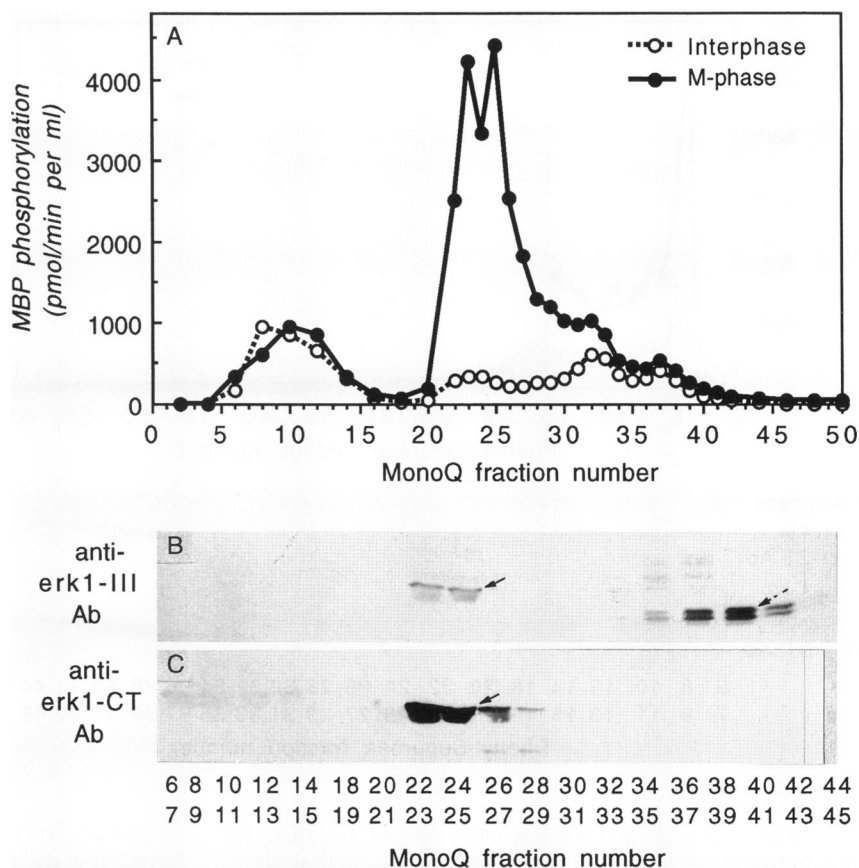 A
Interphase
M-phase
MBP phosphorylation
(pmol/min per ml)
4000
3000
2000
1000
0
0 5 10 15 20 25 30 35 40 45 50
MonoQ fraction number
B
anti-
erk1-III
Ab
C
anti-
erk1-CT
Ab
6 8 10 12 14 18 20 22 24 26 28 30 32 34 36 38 40 42 44
7 9 11 13 15 19 21 23 25 27 29 31 33 35 37 39 41 43 45
MonoQ fraction number